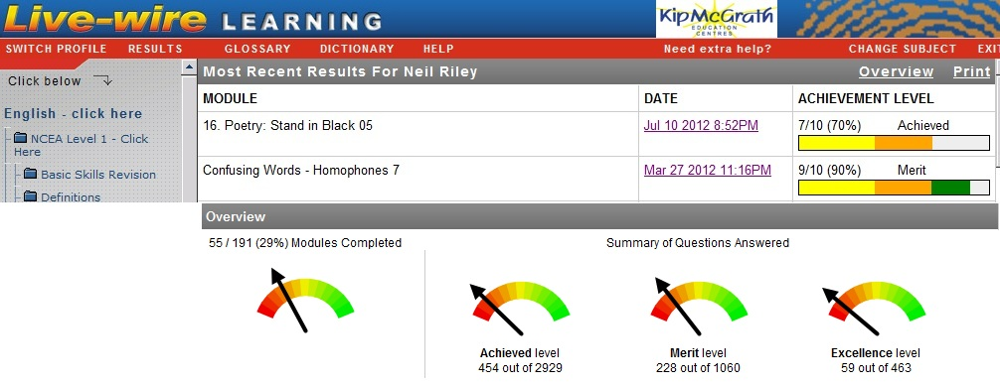 Live-wire LEARNING
KipMcGrath
EDUCATION
CENTRES
SWITCH PROFILE RESULTS GLOSSARY DICTIONARY HELP Need extra help? CHANGE SUBJECT EXIT
Click below
Most Recent Results For Neil Riley Overview Print
MODULE DATE ACHIEVEMENT LEVEL
English - click here
16. Poetry: Stand in Black 05 Jul 10 2012 8:52PM 7/10 (70%) Achieved
NCEA Level 1 - Click
Here
Confusing Words - Homophones 7 Mar 27 2012 11:16PM 9/10 (90%) Merit
Basic Skills Revision
Definitions
Overview
55 / 191 (29%) Modules Completed Summary of Questions Answered
Achieved level Merit level Excellence level
454 out of 2929 228 out of 1060 59 out of 463